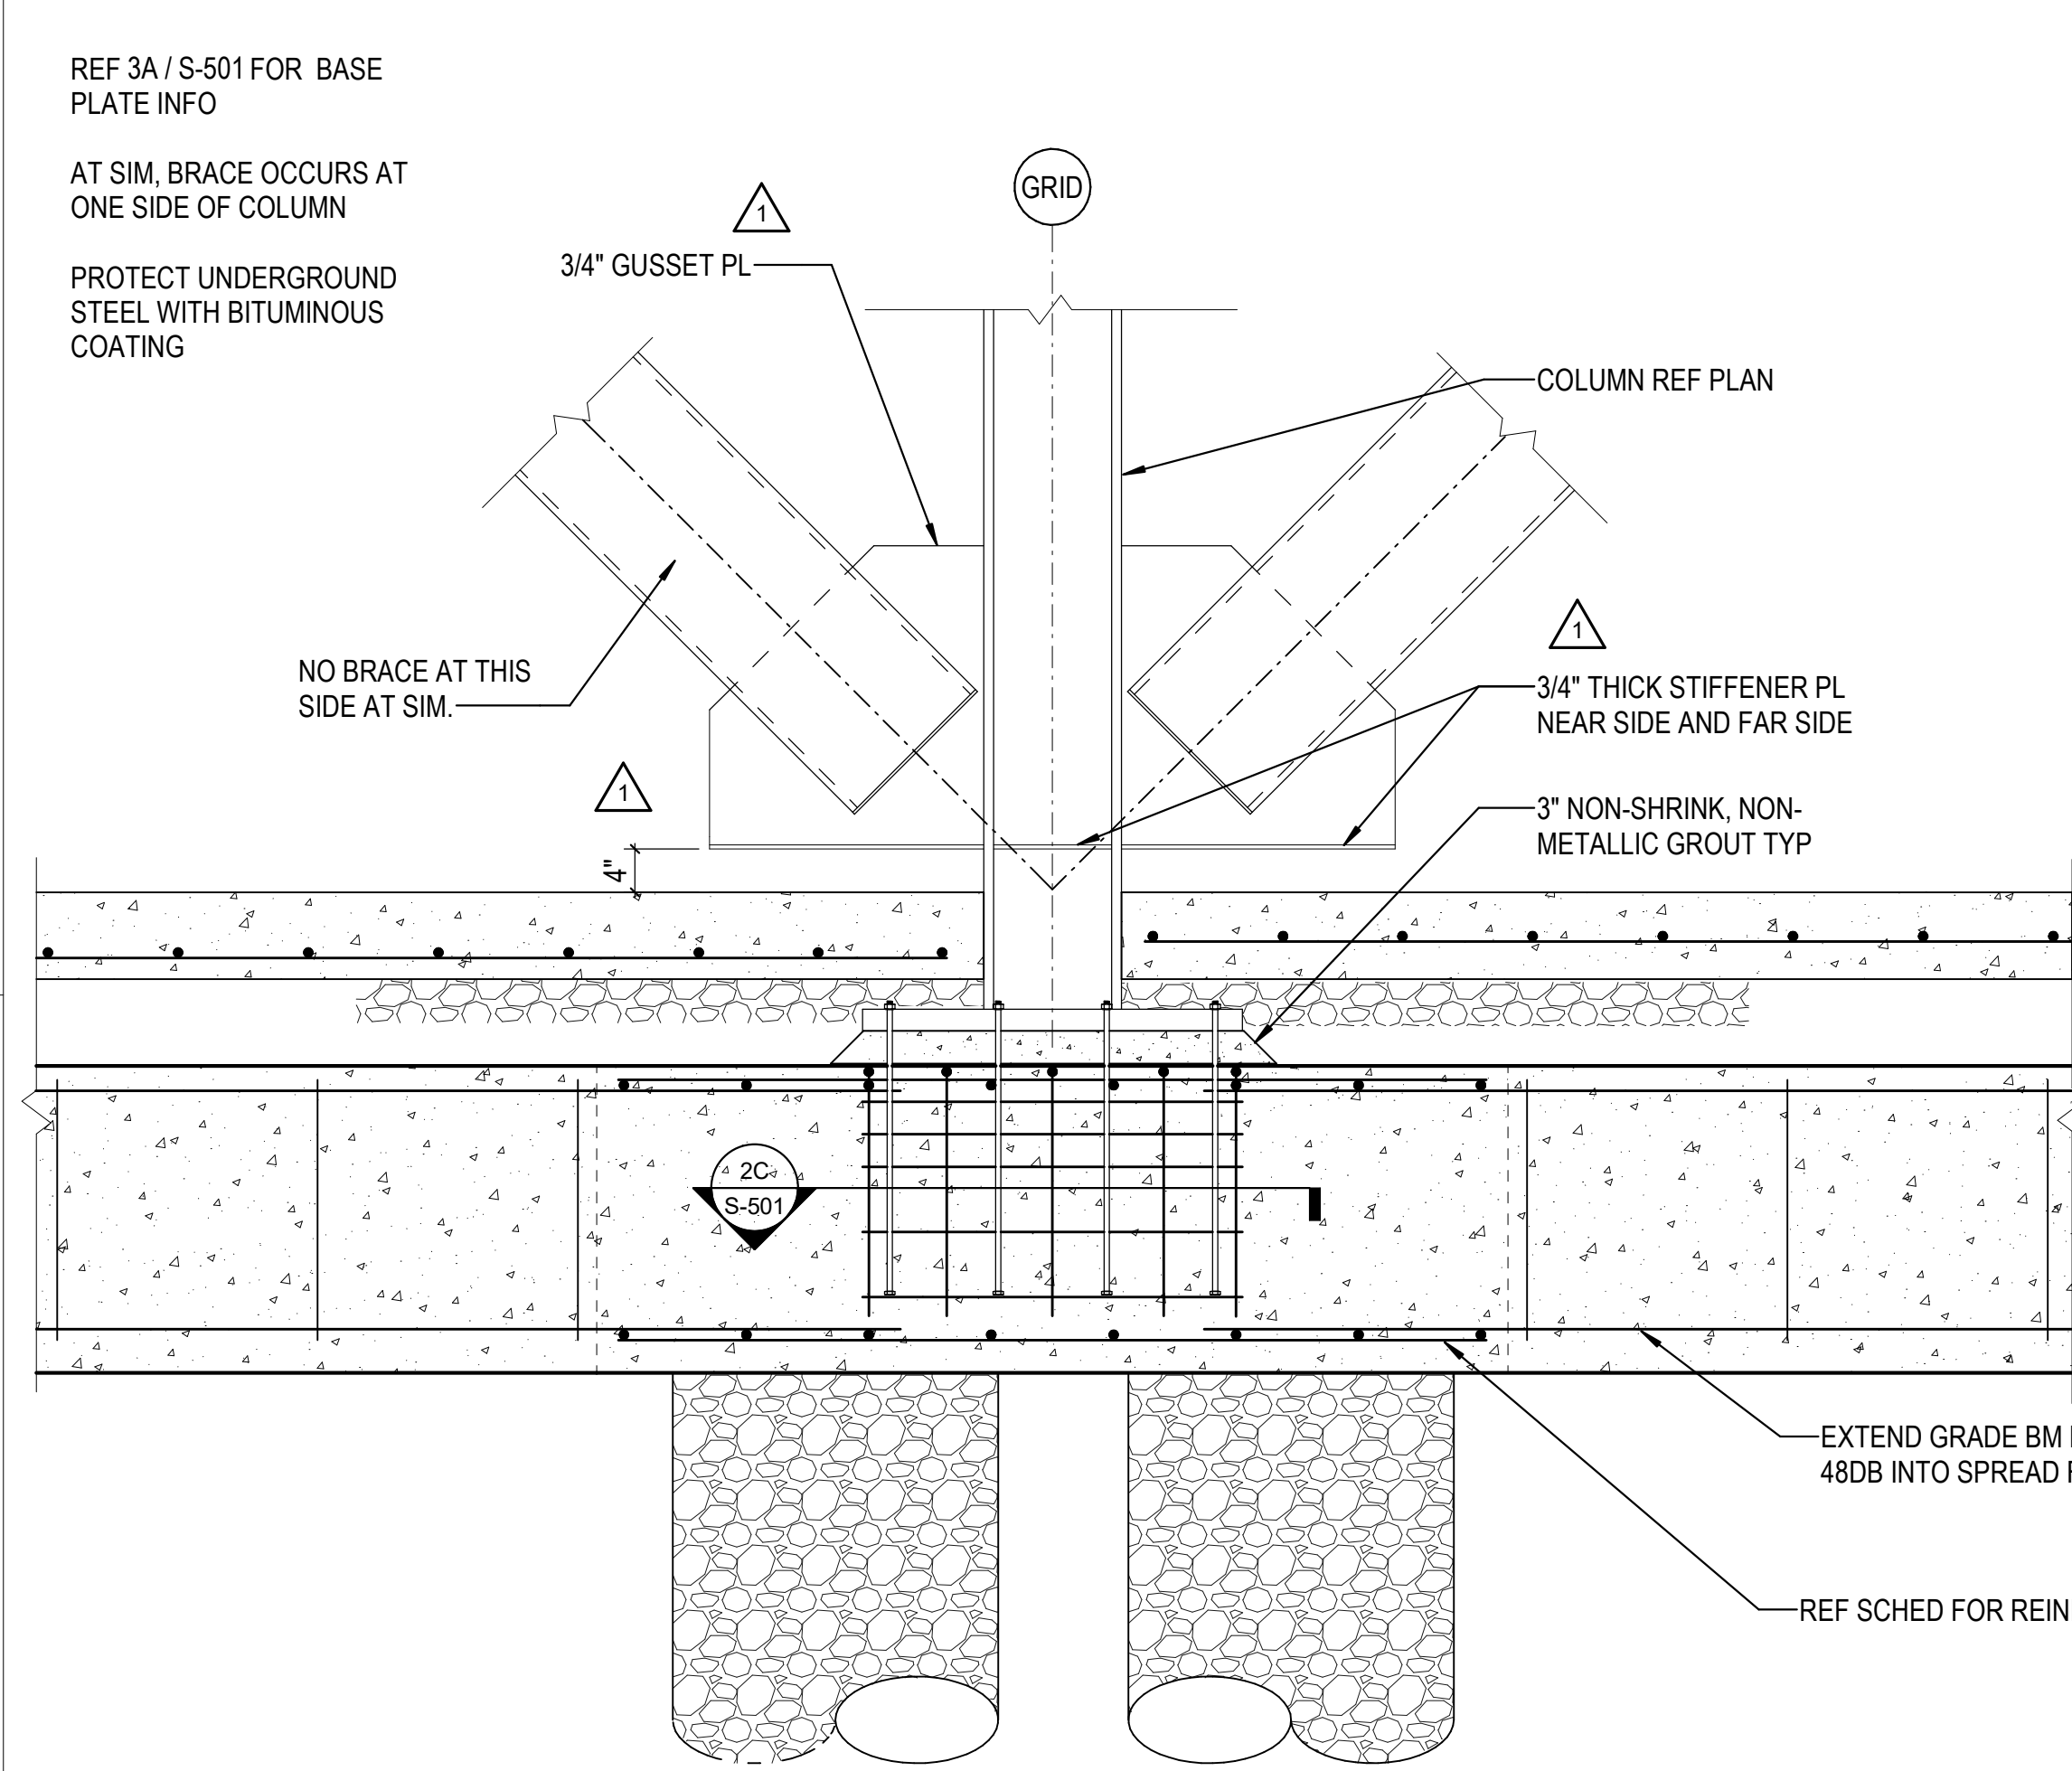 REF 3A / S-501 FOR BASE
PLATE INFO
AT SIM, BRACE OCCURS AT
ONE SIDE OF COLUMN
PROTECT UNDERGROUND
STEEL WITH BITUMINOUS
COATING
1
3/4" GUSSET PL
GRID
COLUMN REF PLAN
NO BRACE AT THIS
SIDE AT SIM.
1
3/4" THICK STIFFENER PL
NEAR SIDE AND FAR SIDE
1
4"
3" NON-SHRINK, NON-
METALLIC GROUT TYP
2C
S-501
EXTEND GRADE BM
48DB INTO SPREAD
REF SCHED FOR REIN